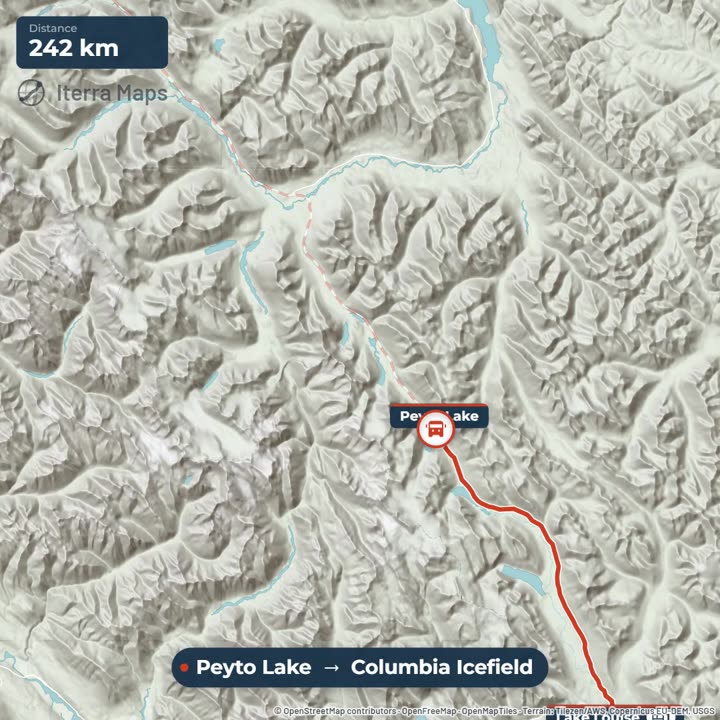 Distance
242 km
Iterra Maps
Peyto Lake → Columbia Icefield
© OpenStreetMap contributors · OpenFreeMap · OpenMapTiles · Terrain: Tilezen/AWS, Copernicus EU-DEM, USGS